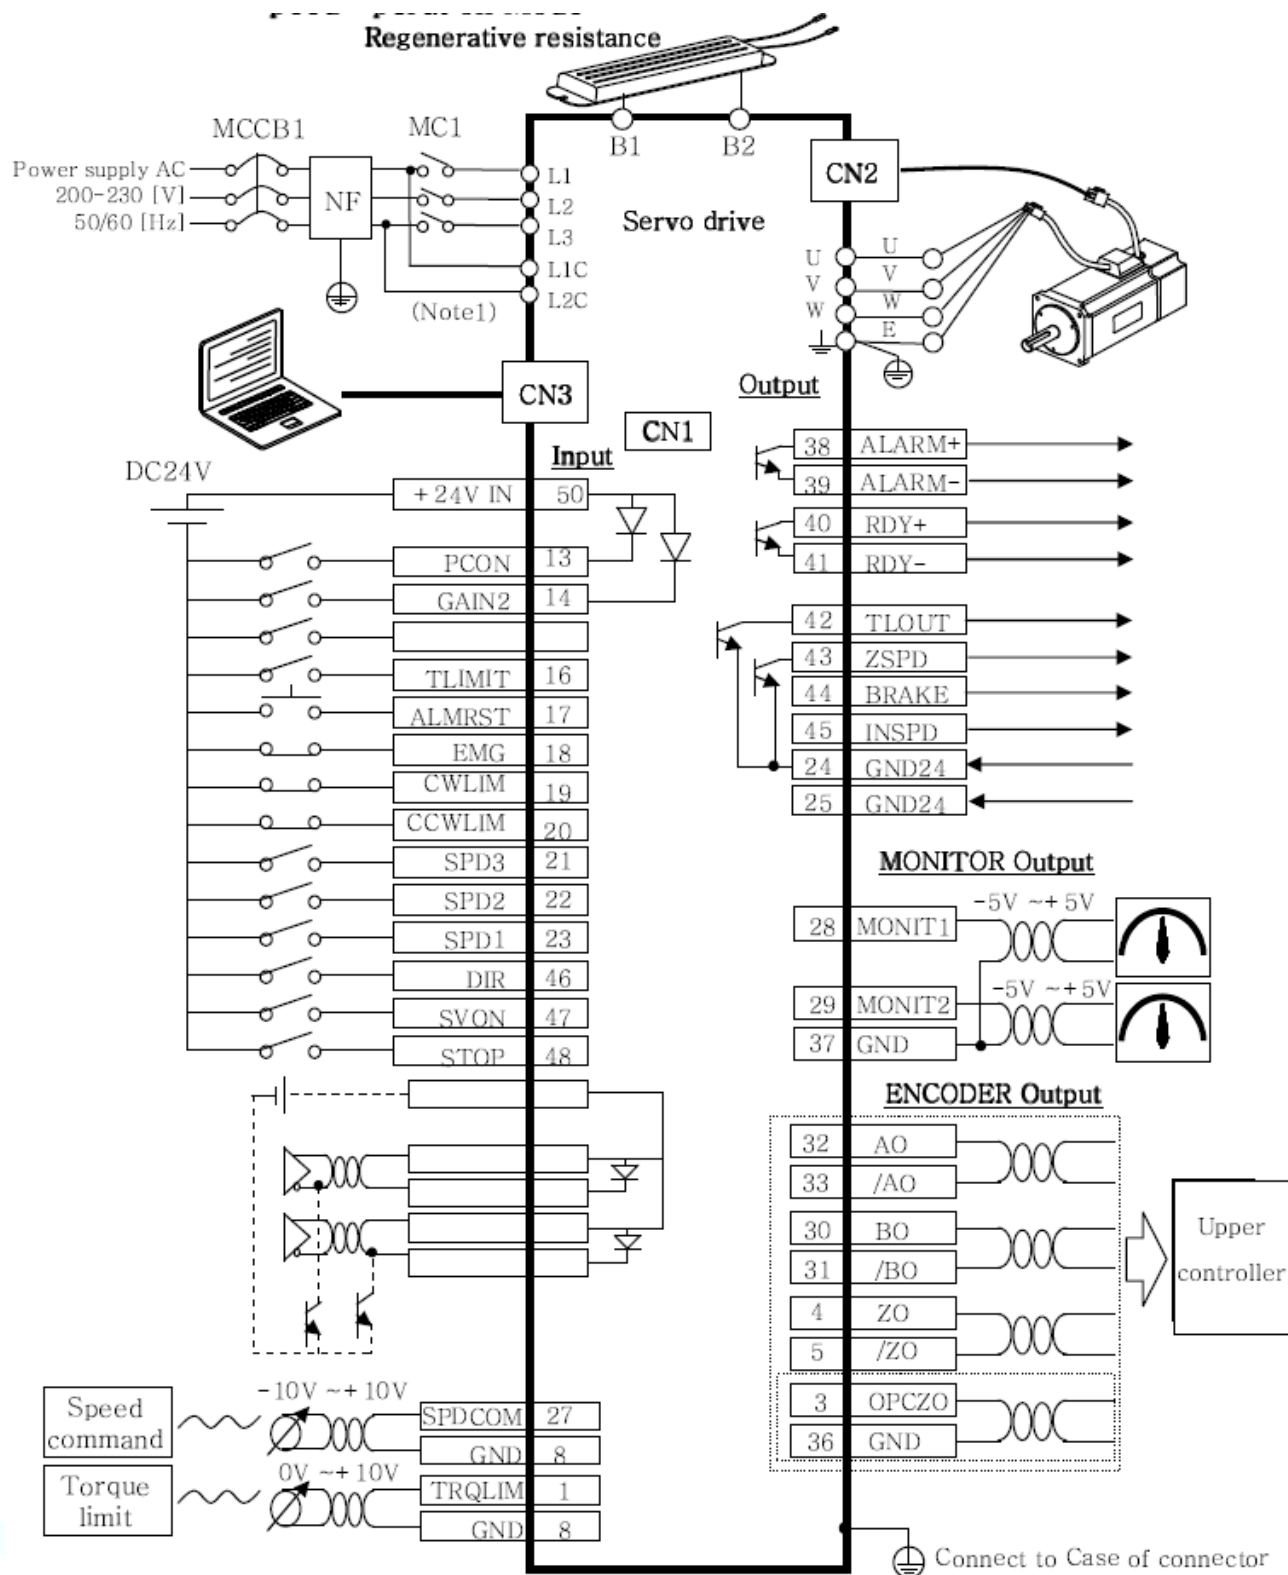 Regenerative resistance
MCCB1
MC1
B1
B2
CN2
Power supply AC
200-230 [V]
50/60 [Hz]
NF
L1
L2
L3
L1C
L2C
(Note1)
Servo drive
U
V
W
U
V
W
E
CN3
CN1
Output
Input
DC24V
+24V IN 50
PCON 13
GAIN2 14
TLIMIT 16
ALMRST 17
EMG 18
CWLIM 19
CCWLIM 20
SPD3 21
SPD2 22
SPD1 23
DIR 46
SVON 47
STOP 48
38 ALARM+
39 ALARM-
40 RDY+
41 RDY-
42 TLOUT
43 ZSPD
44 BRAKE
45 INSPD
24 GND24
25 GND24
MONITOR Output
-5V ~+5V
28 MONIT1
-5V ~+5V
29 MONIT2
37 GND
ENCODER Output
32 AO
33 /AO
30 BO
31 /BO
4 ZO
5 /ZO
3 OPCZO
36 GND
Upper
controller
Speed
command
-10V ~+10V
SPDCOM 27
GND 8
Torque
limit
0V ~+10V
TRQLIM 1
GND 8
Connect to Case of connector